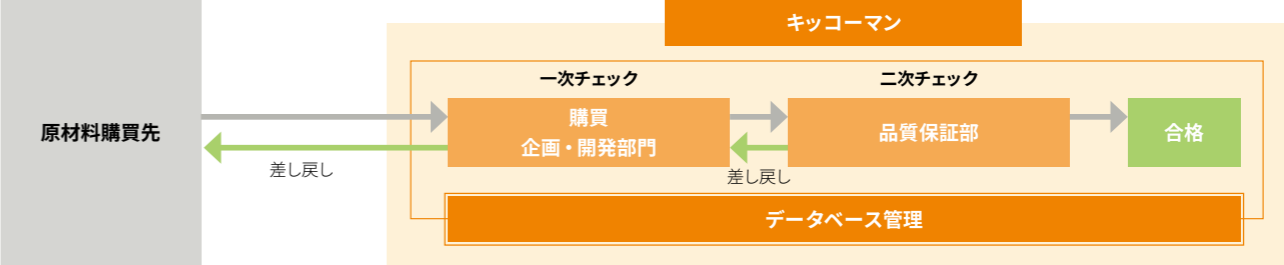 キッコーマン
一次チェック
二次チェック
原材料購買先
購買
企画・開発部門
品質保証部
合格
差し戻し
差し戻し
データベース管理